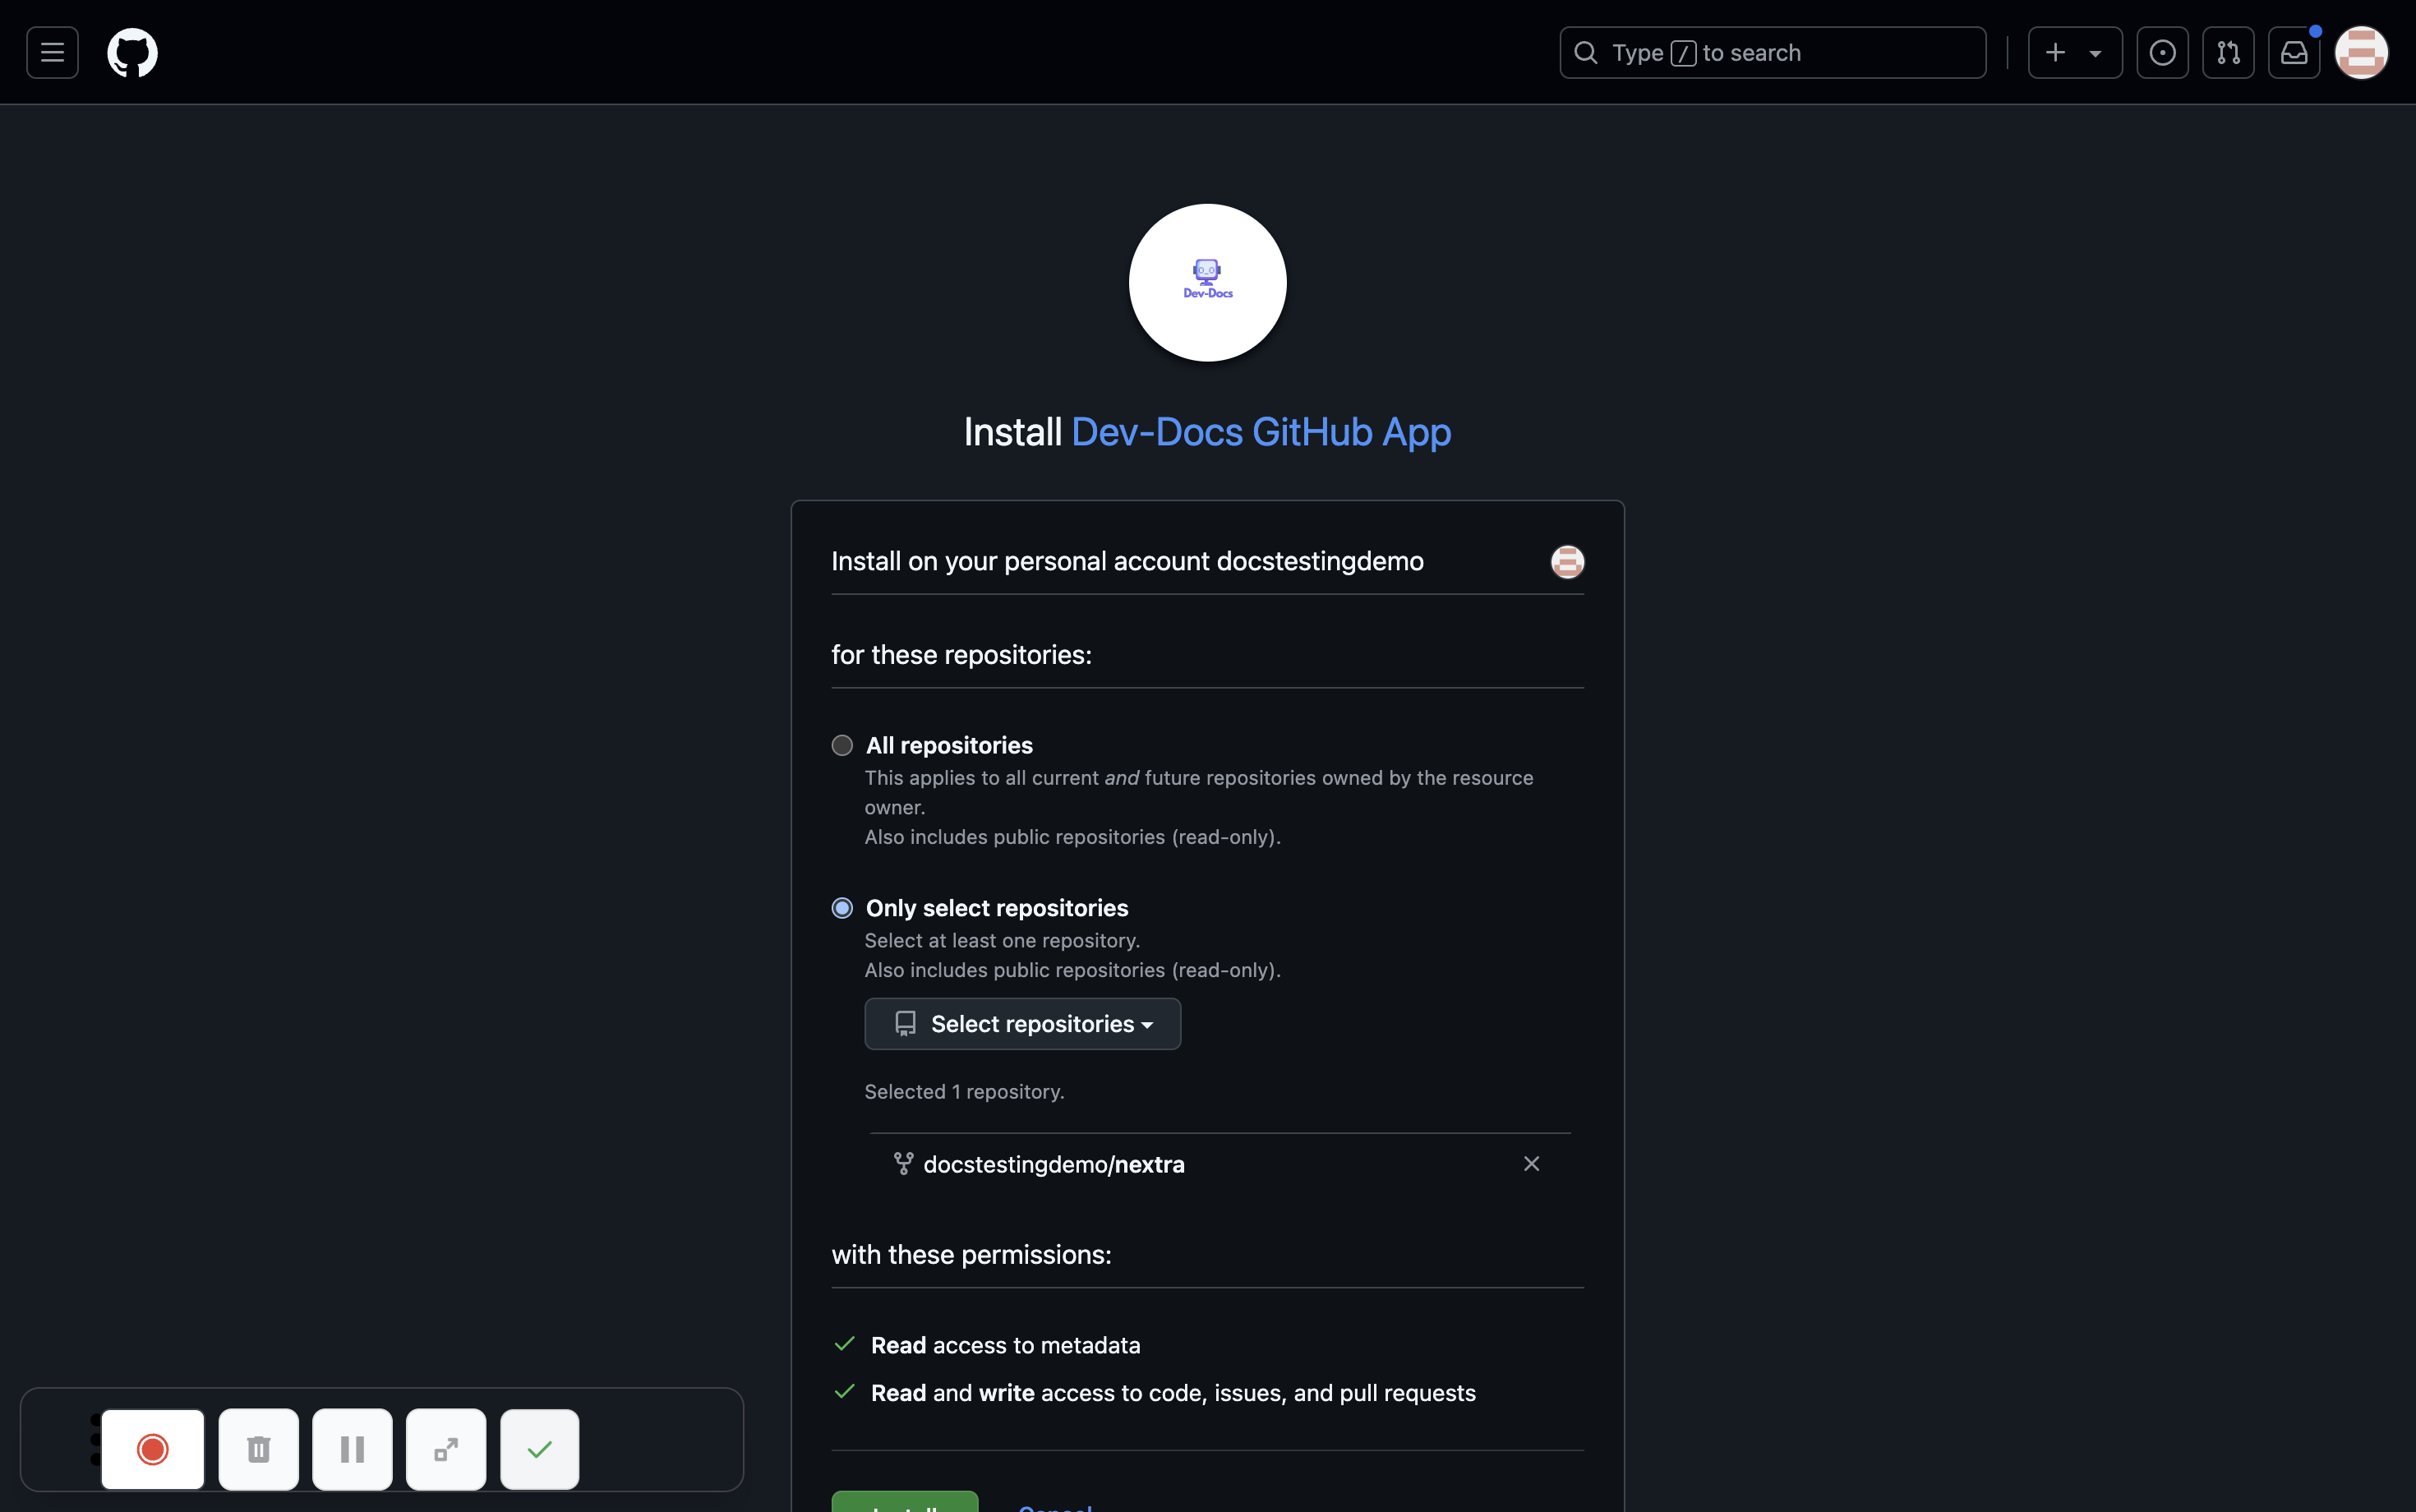 Type / to search
Dev-Docs
Install Dev-Docs GitHub App
Install on your personal account docstestingdemo
for these repositories:
All repositories
This applies to all current and future repositories owned by the resource
owner.
Also includes public repositories (read-only).
Only select repositories
Select at least one repository.
Also includes public repositories (read-only).
Select repositories
Selected 1 repository.
docstestingdemo/nextra
with these permissions:
Read access to metadata
Read and write access to code, issues, and pull requests
Install Cancel